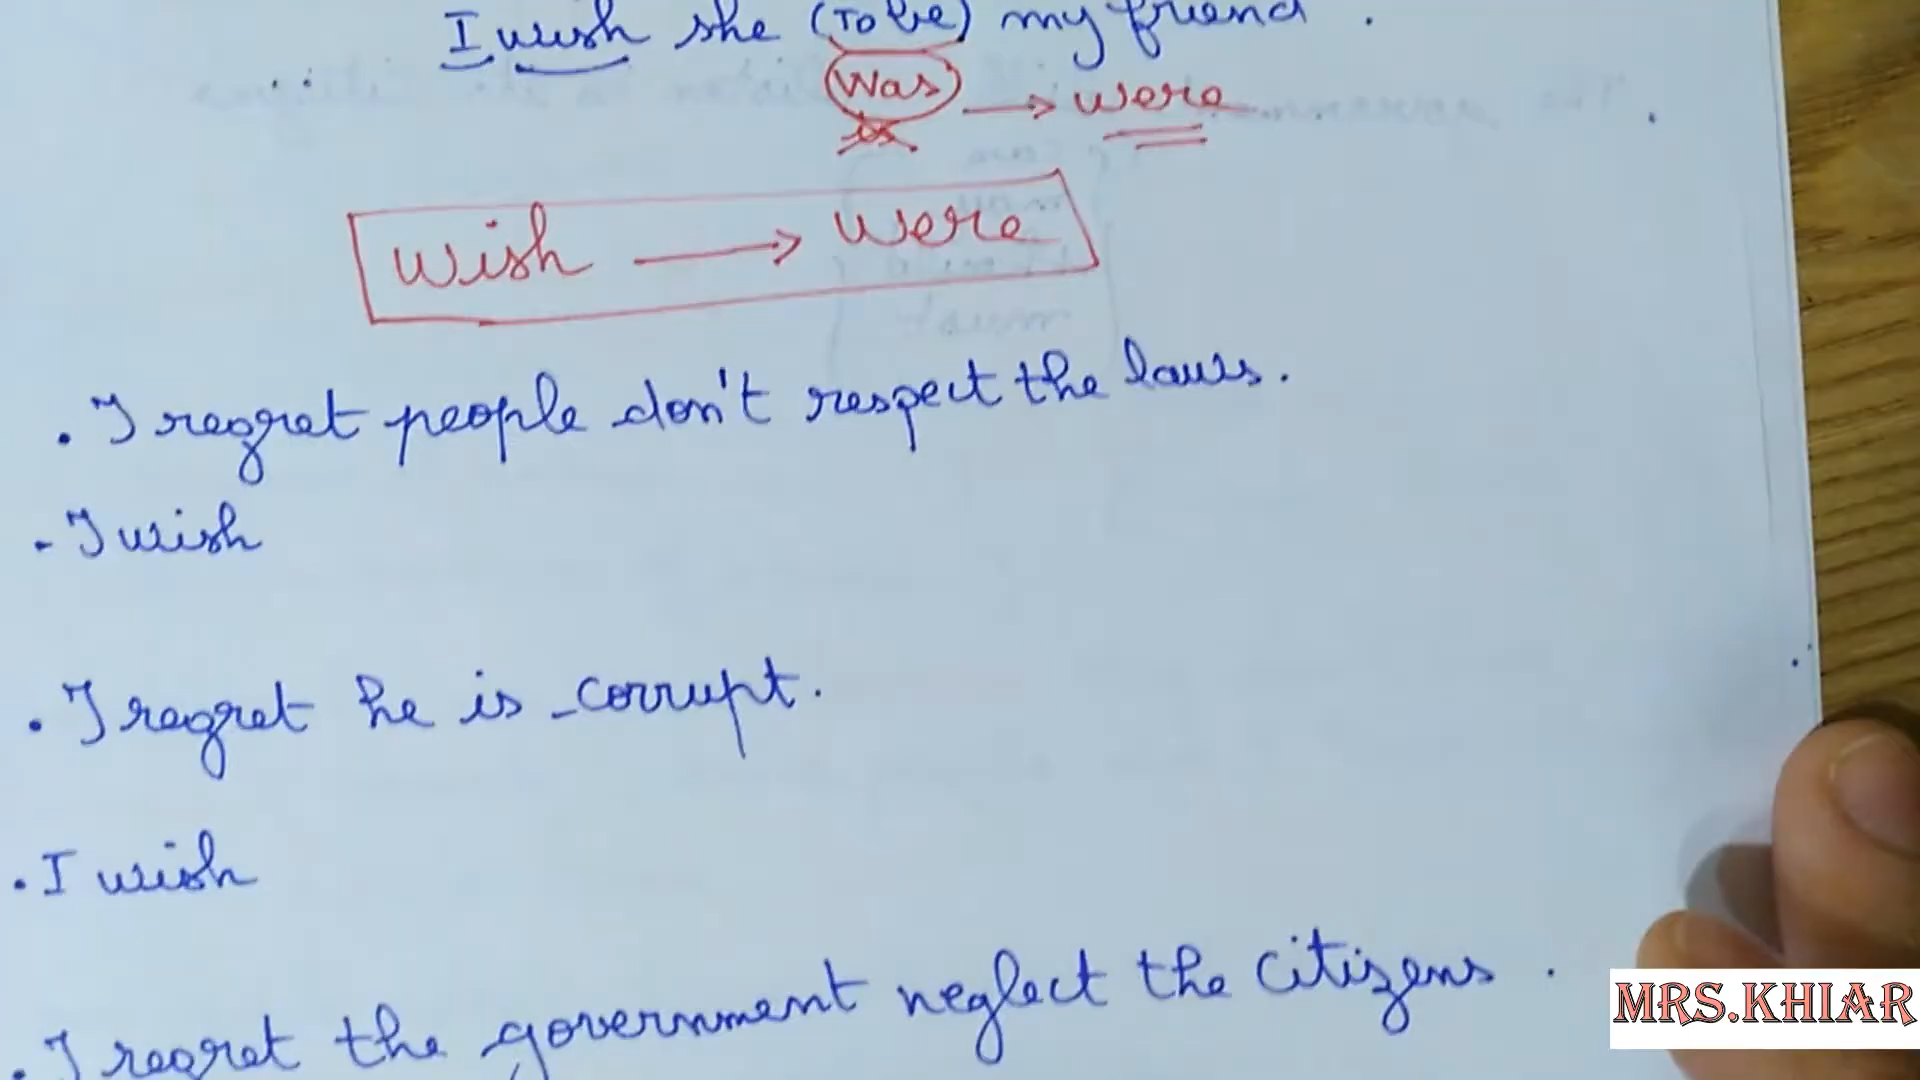 I wish she (To be) my friend.
Was → were
is
Wish → were
. I regret people don't respect the laws.
- I wish
. I regret he is corrupt.
. I wish
. I regret the government neglect the citizens.
MRS.KHIAR